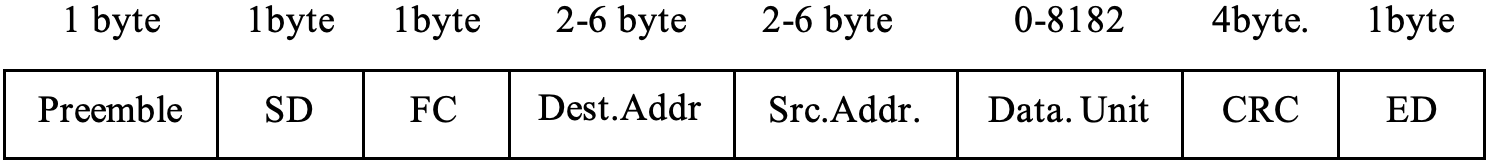 1 byte 1byte 1byte 2-6 byte 2-6 byte 0-8182 4byte. 1byte
Preemble SD FC Dest.Addr Src.Addr. Data. Unit CRC ED